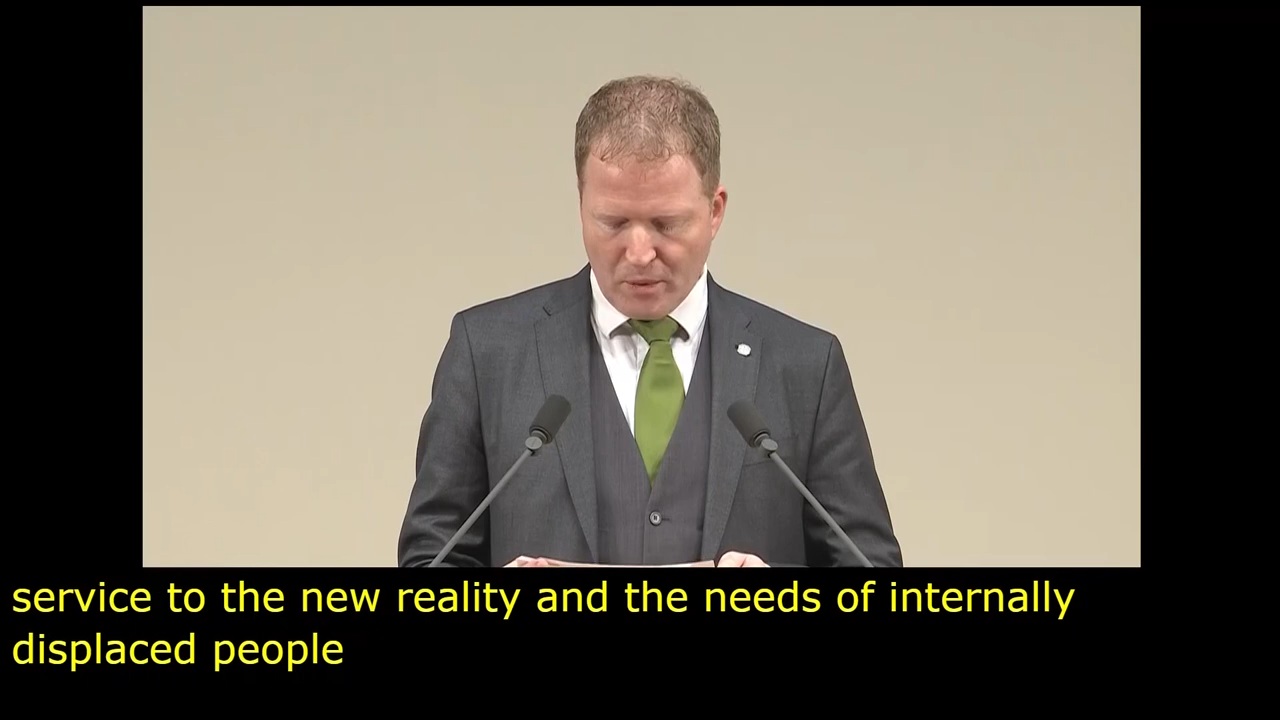 service to the new reality and the needs of internally
displaced people